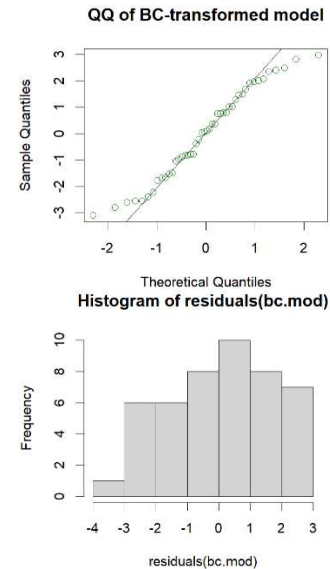 QQ of BC-transformed model
3
2
1
0
-1
-2
-3
Sample Quantiles
-2 -1 0 1 2
Theoretical Quantiles
Histogram of residuals(bc.mod)
10
8
6
4
2
0
Frequency
-4 -3 -2 -1 0 1 2 3
residuals(bc.mod)